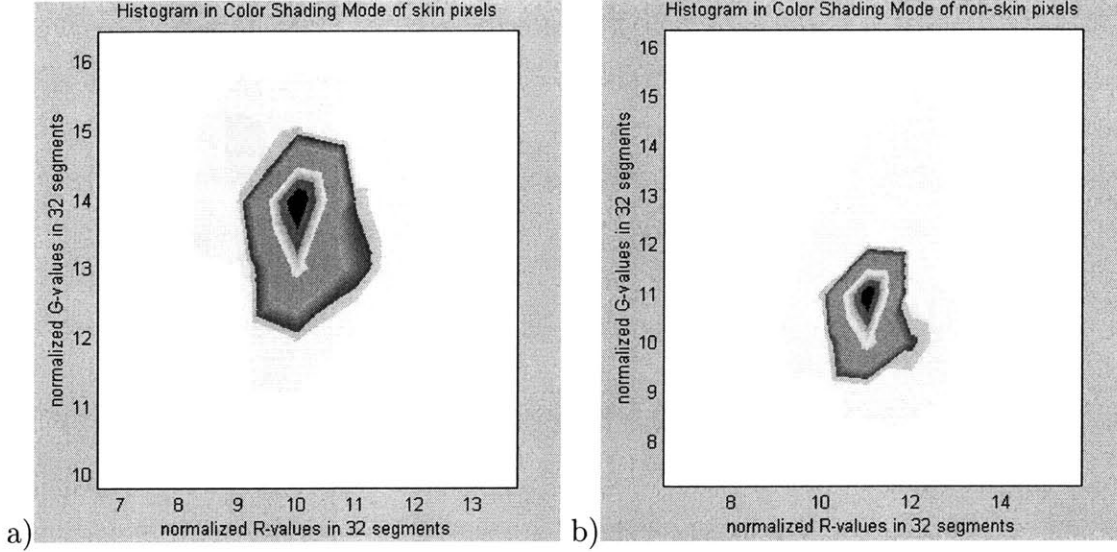 Histogram in Color Shading Mode of skin pixels
normalized G-values in 32 segments
16
15
14
13
12
11
10
7 8 9 10 11 12 13
normalized R-values in 32 segments
a)
Histogram in Color Shading Mode of non-skin pixels
normalized G-values in 32 segments
16
15
14
13
12
11
10
9
8
8 10 12 14
normalized R-values in 32 segments
b)